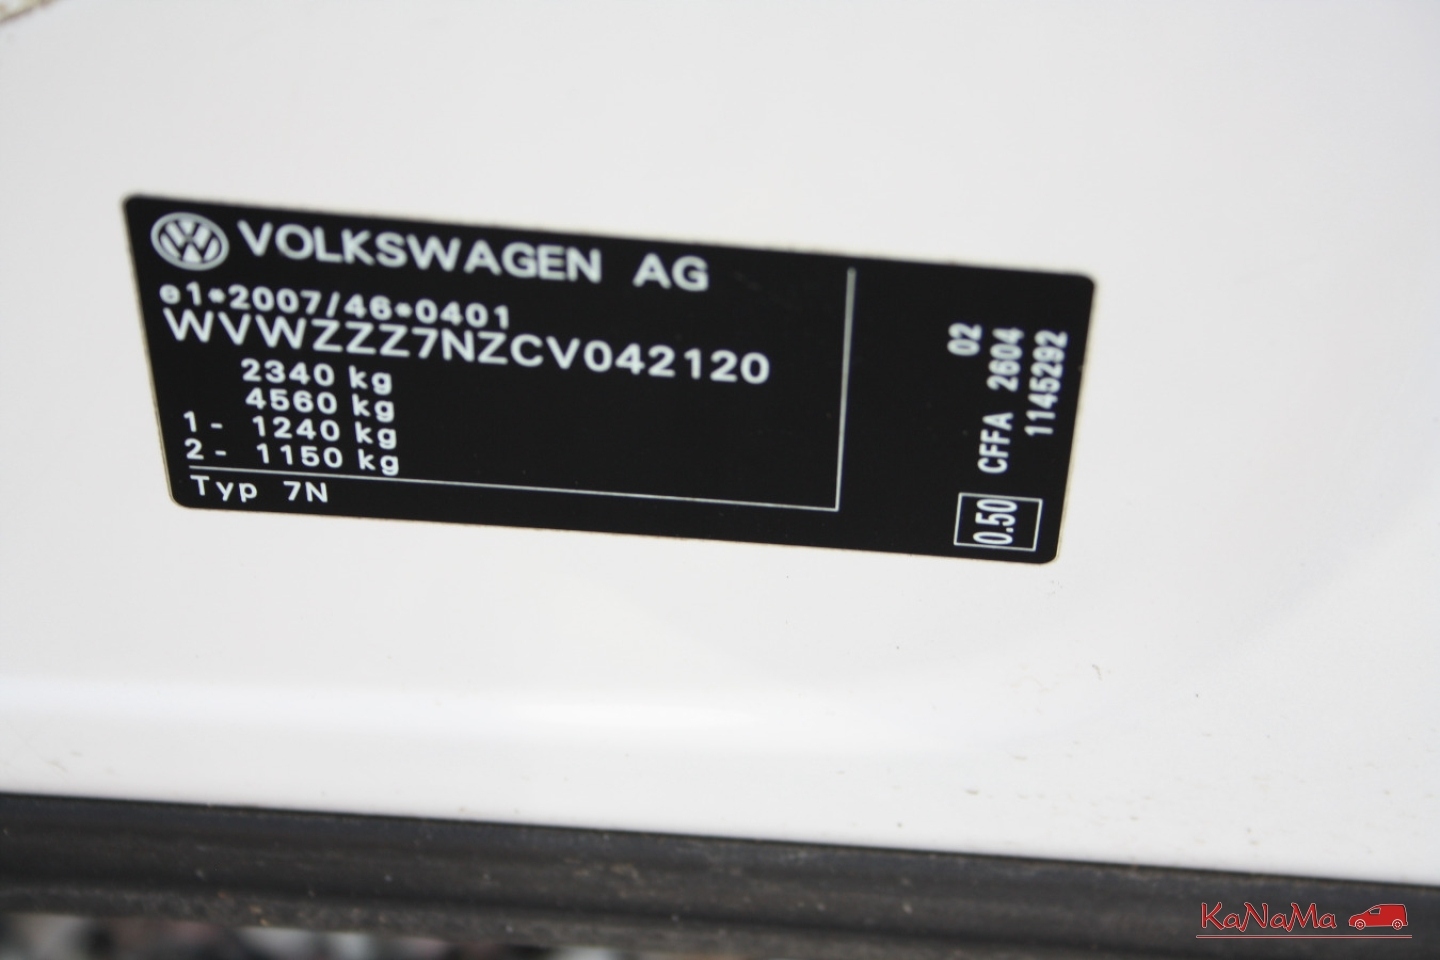 VOLKSWAGEN AG
e1*2007/46*0401
WVWZZZ7NZCV042120
2340 kg
4560 kg
1 - 1240 kg
2 - 1150 kg
Typ 7N
02
CFFA 2604
1145292
0.50
KaNaMa